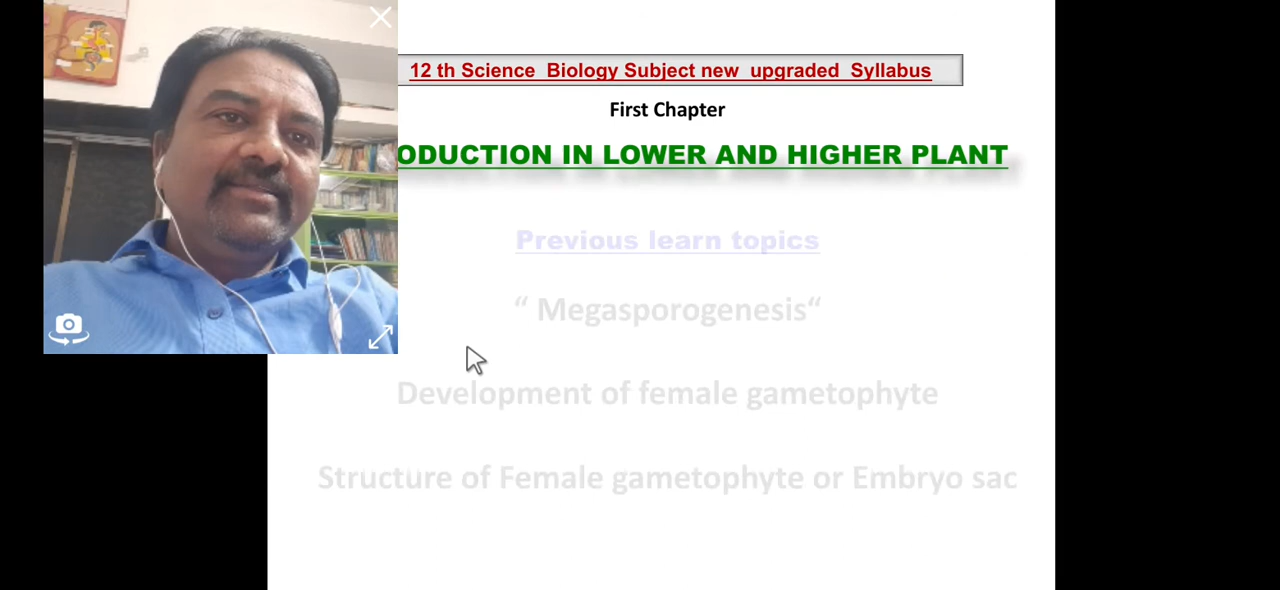 12 th Science Biology Subject new upgraded Syllabus
First Chapter
ODUCTION IN LOWER AND HIGHER PLANT
Previous learn topics
“ Megasporogenesis“
Development of female gametophyte
Structure of Female gametophyte or Embryo sac